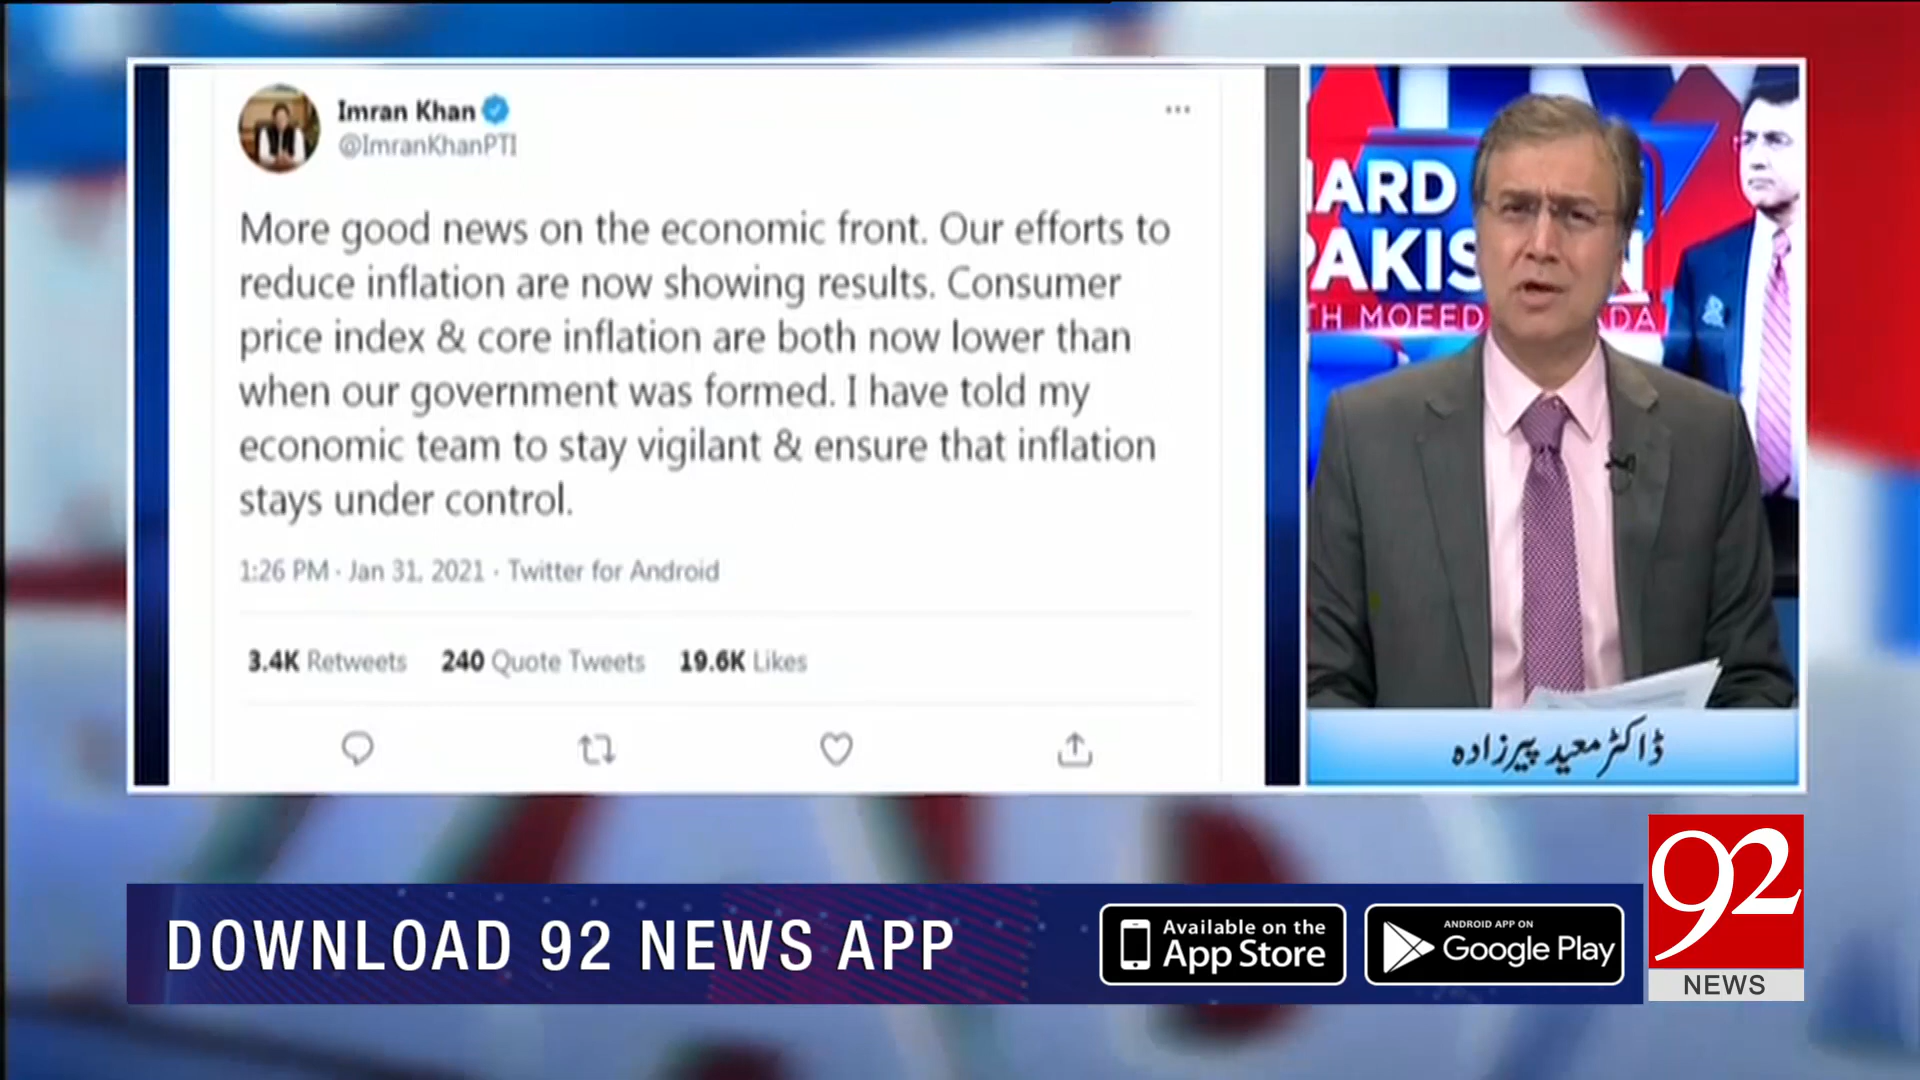 Imran Khan
@ImranKhanPTI
More good news on the economic front. Our efforts to
reduce inflation are now showing results. Consumer
price index & core inflation are both now lower than
when our government was formed. I have told my
economic team to stay vigilant & ensure that inflation
stays under control.
1:26 PM · Jan 31, 2021 · Twitter for Android
3.4K Retweets 240 Quote Tweets 19.6K Likes
ڈاکٹر معید پیرزادہ
DOWNLOAD 92 NEWS APP
Available on the
App Store
ANDROID APP ON
Google Play
92
NEWS